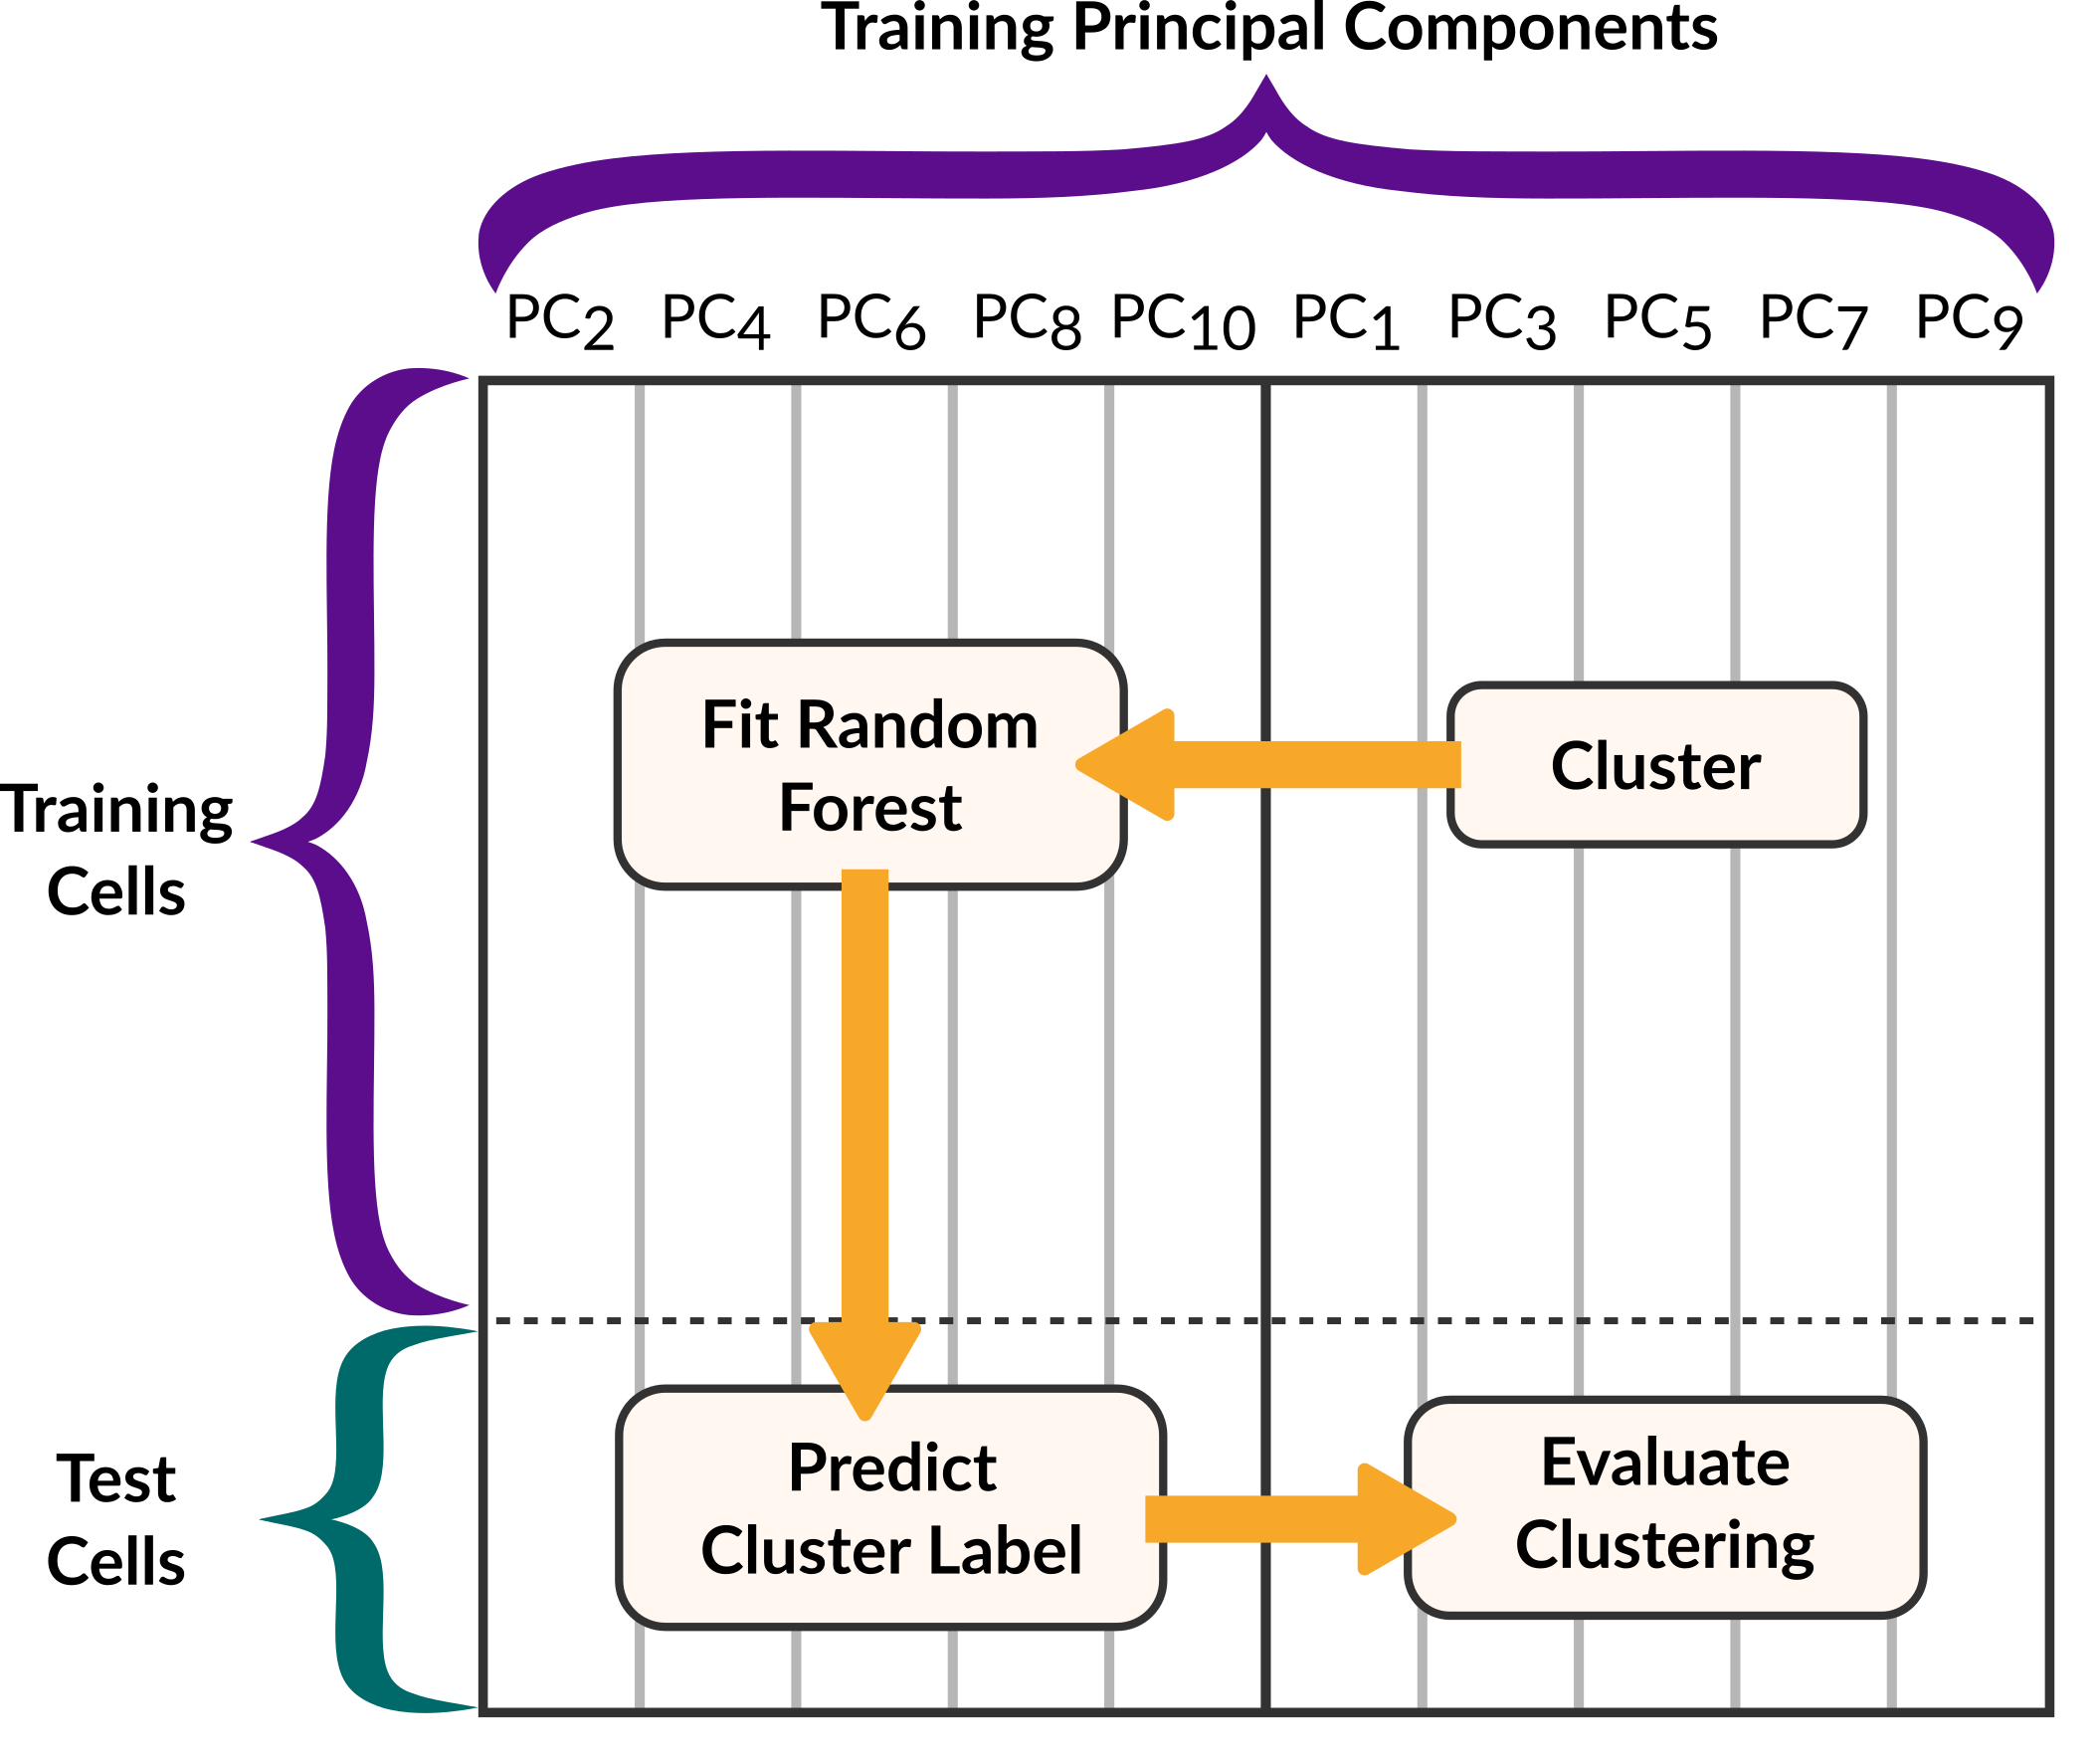 Training Principal Components
PC2 PC4 PC6 PC8 PC10 PC1 PC3 PC5 PC7 PC9
Training
Cells
Fit Random
Forest
Cluster
Test
Cells
Predict
Cluster Label
Evaluate
Clustering